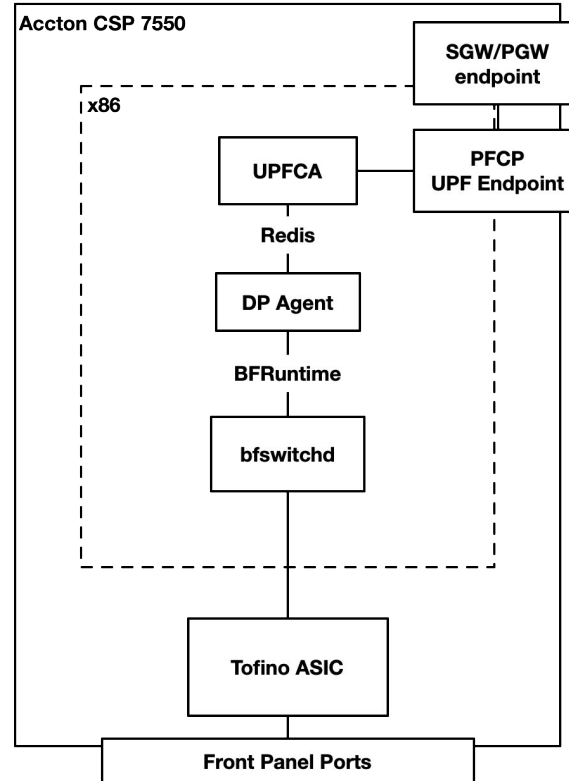 Accton CSP 7550
SGW/PGW
endpoint
x86
UPFCA
PFCP
UPF Endpoint
Redis
DP Agent
BFRuntime
bfswitchd
Tofino ASIC
Front Panel Ports